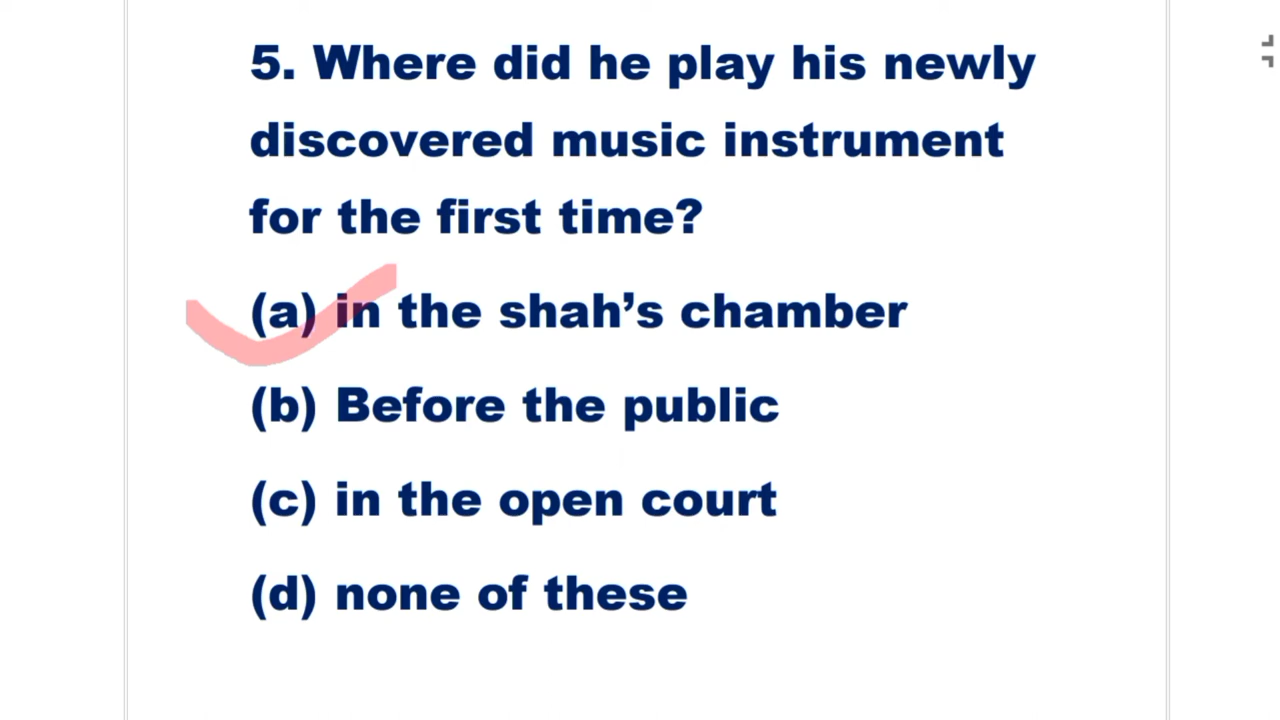 5. Where did he play his newly
discovered music instrument
for the first time?
(a) in the shah’s chamber
(b) Before the public
(c) in the open court
(d) none of these